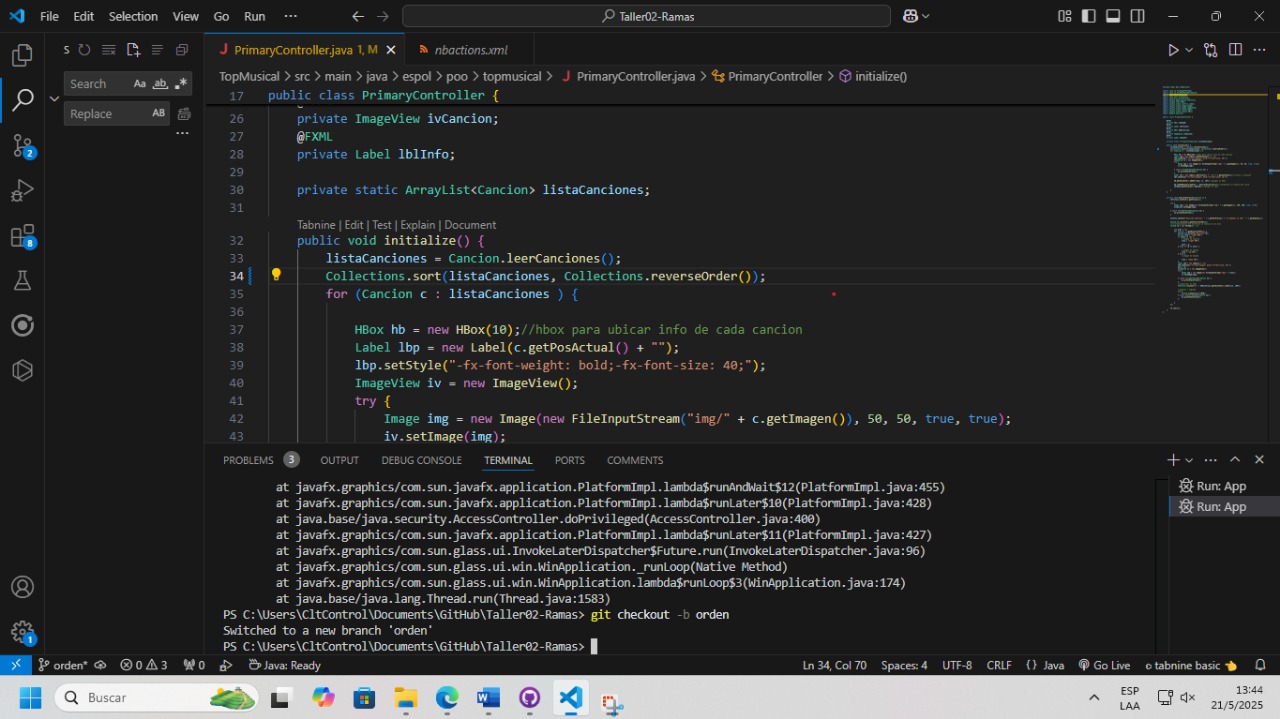 File Edit Selection View Go Run ··· Taller02-Ramas
S
Search Aa ab
Replace AB
PrimaryController.java 1, M
nbactions.xml
TopMusical > src > main > java > espol > poo > topmusical > J PrimaryController.java > PrimaryController > initialize()
17 public class PrimaryController {
26 private ImageView ivCancion;
27 @FXML
28 private Label lblInfo;
29
30 private static ArrayList<Cancion> listaCanciones;
31
Tabnine | Edit | Test | Explain | Document
32 public void initialize() {
33 listaCanciones = Cancion.leerCanciones();
34 Collections.sort(listaCanciones, Collections.reverseOrder());
35 for (Cancion c : listaCanciones ) {
36
37 HBox hb = new HBox(10);//hbox para ubicar info de cada cancion
38 Label lbp = new Label(c.getPosActual() + "");
39 lbp.setStyle("-fx-font-weight: bold;-fx-font-size: 40;");
40 ImageView iv = new ImageView();
41 try {
42 Image img = new Image(new FileInputStream("img/" + c.getImagen()), 50, 50, true, true);
43 iv.setImage(img);
2
8
1
PROBLEMS 3 OUTPUT DEBUG CONSOLE TERMINAL PORTS COMMENTS
at javafx.graphics/com.sun.javafx.application.PlatformImpl.lambda$runAndWait$12(PlatformImpl.java:455)
at javafx.graphics/com.sun.javafx.application.PlatformImpl.lambda$runLater$10(PlatformImpl.java:428)
at java.base/java.security.AccessController.doPrivileged(AccessController.java:400)
at javafx.graphics/com.sun.javafx.application.PlatformImpl.lambda$runLater$11(PlatformImpl.java:427)
at javafx.graphics/com.sun.glass.ui.InvokeLaterDispatcher$Future.run(InvokeLaterDispatcher.java:96)
at javafx.graphics/com.sun.glass.ui.win.WinApplication._runLoop(Native Method)
at javafx.graphics/com.sun.glass.ui.win.WinApplication.lambda$runLoop$3(WinApplication.java:174)
at java.base/java.lang.Thread.run(Thread.java:1583)
PS C:\Users\CltControl\Documents\GitHub\Taller02-Ramas> git checkout -b orden
Switched to a new branch 'orden'
PS C:\Users\CltControl\Documents\GitHub\Taller02-Ramas>
Run: App
Run: App
orden* 0 3 0 Java: Ready Ln 34, Col 70 Spaces: 4 UTF-8 CRLF {} Java Go Live tabnine basic
Buscar
ESP
LAA
13:44
21/5/2025